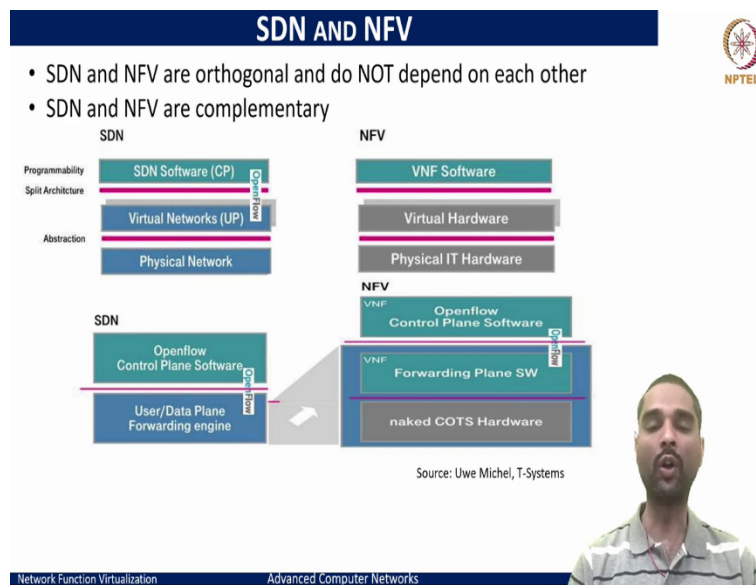 SDN AND NFV
NPTEL
• SDN and NFV are orthogonal and do NOT depend on each other
• SDN and NFV are complementary
SDN
NFV
Programmability
SDN Software (CP)
OpenFlow
VNF Software
Split Architcture
Virtual Networks (UP)
Virtual Hardware
Abstraction
Physical Network
Physical IT Hardware
NFV
SDN
VNF
Openflow
Control Plane Software
OpenFlow
Openflow
Control Plane Software
OpenFlow
VNF
Forwarding Plane SW
User/Data Plane
Forwarding engine
naked COTS Hardware
Source: Uwe Michel, T-Systems
Network Function Virtualization
Advanced Computer Networks